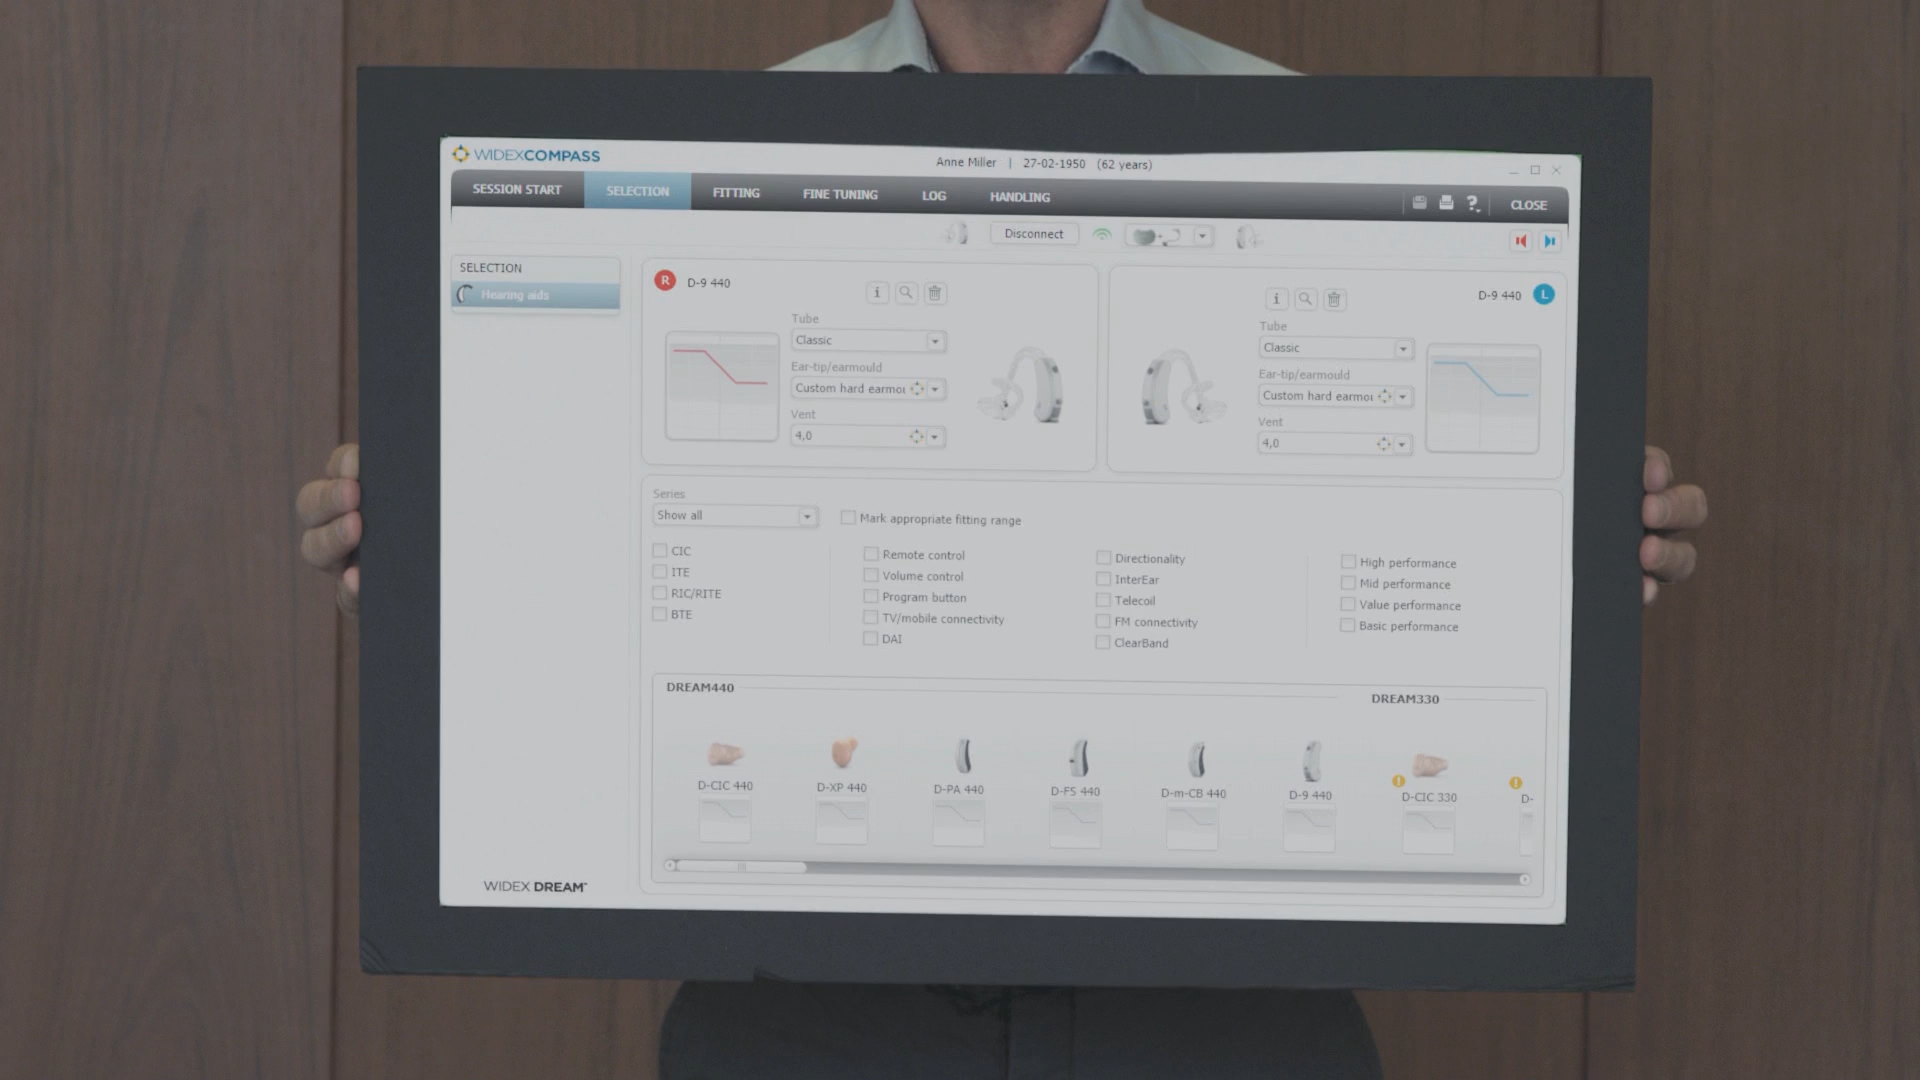 WIDEXCOMPASS
Anne Miller | 27-02-1950 (62 years)
SESSION START SELECTION FITTING FINE TUNING LOG HANDLING ? CLOSE
Disconnect
SELECTION
Hearing aids
R D-9 440
Tube
Classic
Ear-tip/earmould
Custom hard earmou
Vent
4,0
D-9 440 L
Tube
Classic
Ear-tip/earmould
Custom hard earmou
Vent
4,0
Series
Show all
Mark appropriate fitting range
CIC
ITE
RIC/RITE
BTE
Remote control
Volume control
Program button
TV/mobile connectivity
DAI
Directionality
InterEar
Telecoil
FM connectivity
ClearBand
High performance
Mid performance
Value performance
Basic performance
DREAM440 DREAM330
D-CIC 440 D-XP 440 D-PA 440 D-FS 440 D-m-CB 440 D-9 440 D-CIC 330 D-
WIDEX DREAM™